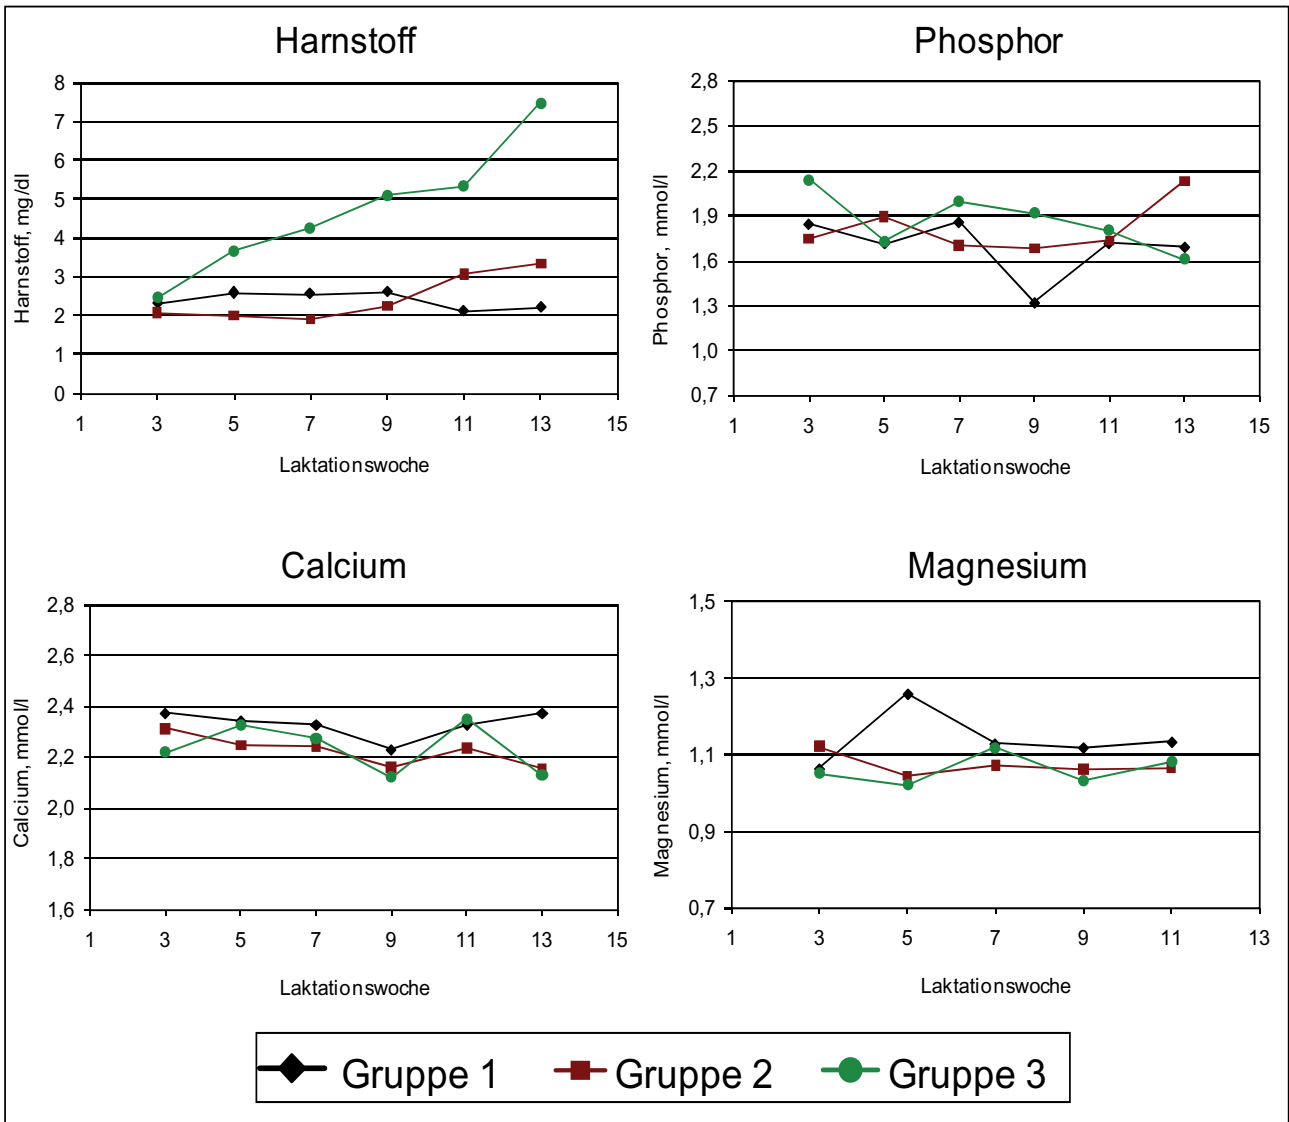 Harnstoff
8
7
6
5
4
3
2
1
0
Harnstoff, mg/dl
1 3 5 7 9 11 13 15
Laktationswoche
Phosphor
2,8
2,5
2,2
1,9
1,6
1,3
1,0
0,7
Phosphor, mmol/l
1 3 5 7 9 11 13 15
Laktationswoche
Calcium
2,8
2,6
2,4
2,2
2,0
1,8
1,6
Calcium, mmol/l
1 3 5 7 9 11 13 15
Laktationswoche
Magnesium
1,5
1,3
1,1
0,9
0,7
Magnesium, mmol/l
1 3 5 7 9 11 13
Laktationswoche
Gruppe 1 Gruppe 2 Gruppe 3